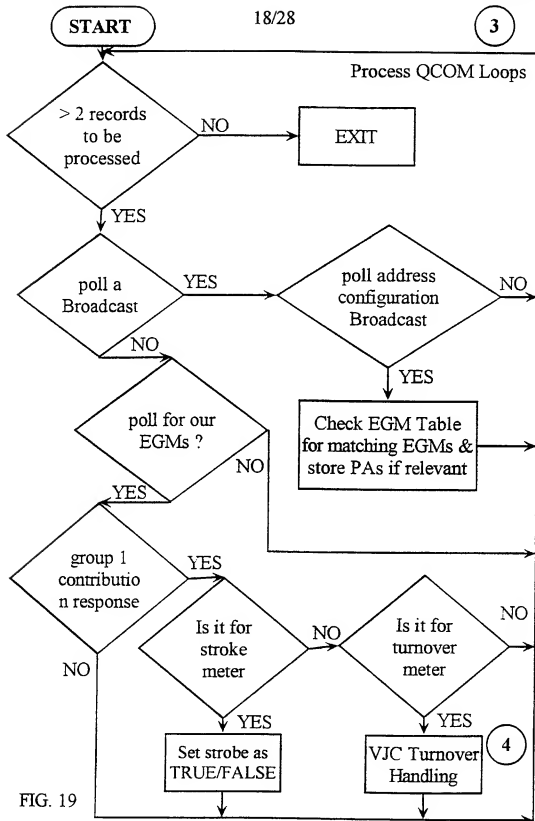 START
18/28
3
Process QCOM Loops
> 2 records
to be
processed
NO
EXIT
YES
poll a
Broadcast
YES
poll address
configuration
Broadcast
NO
NO
YES
poll for our
EGMs ?
NO
Check EGM Table
for matching EGMs &
store PAs if relevant
YES
group 1
contributio
n response
YES
NO
Is it for
stroke
meter
NO
Is it for
turnover
meter
NO
YES
YES
Set strobe as
TRUE/FALSE
VJC Turnover
Handling
4
FIG. 19